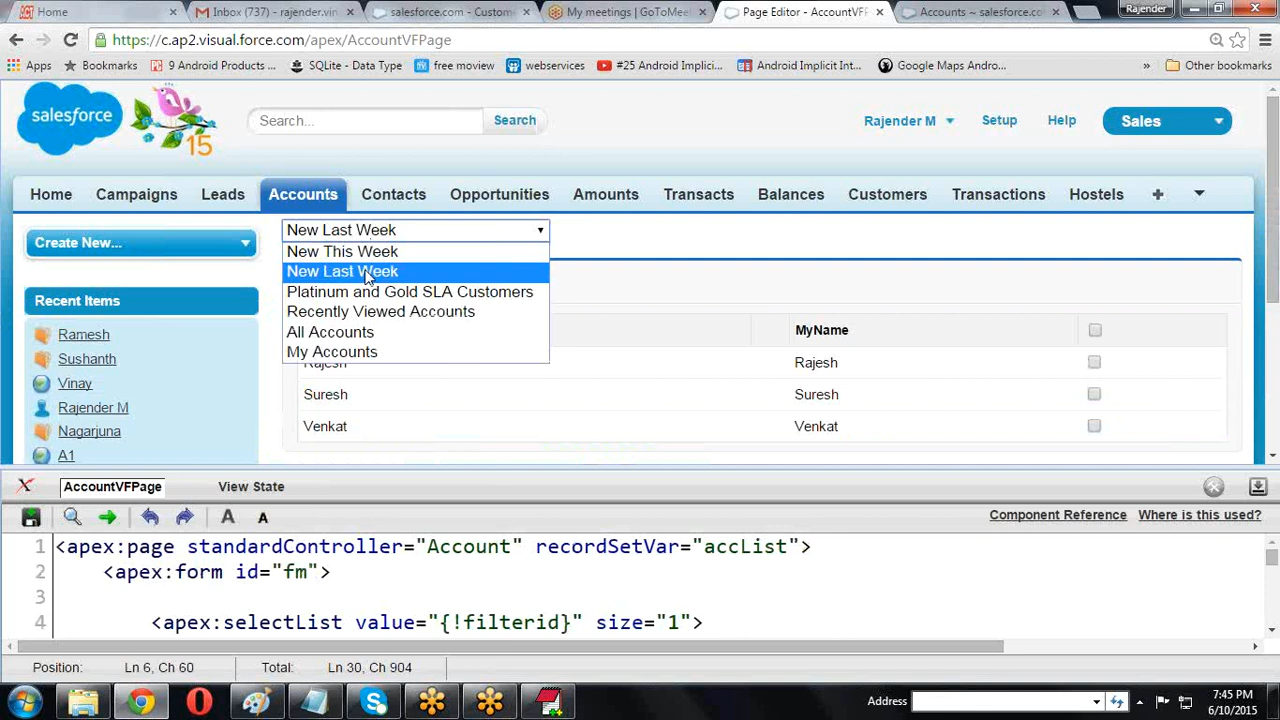 Home
Inbox (737) - rajender.vin
salesforce.com - Custome
My meetings | GoToMee
Page Editor - AccountVFP
Accounts ~ salesforce.co
Rajender
https://c.ap2.visual.force.com/apex/AccountVFPage
Apps
Bookmarks
9 Android Products ...
SQLite - Data Type
free moview
webservices
#25 Android Implici...
Android Implicit Int...
Google Maps Andro...
»
Other bookmarks
salesforce
15
Search...
Search
Rajender M
Setup
Help
Sales
Home
Campaigns
Leads
Accounts
Contacts
Opportunities
Amounts
Transacts
Balances
Customers
Transactions
Hostels
+
Create New...
New Last Week
New This Week
New Last Week
Platinum and Gold SLA Customers
Recently Viewed Accounts
All Accounts
My Accounts
Recent Items
Ramesh
Sushanth
Vinay
Rajender M
Nagarjuna
A1
MyName
Rajesh
Rajesh
Suresh
Suresh
Venkat
Venkat
AccountVFPage
View State
A
A
Component Reference
Where is this used?
1 <apex:page standardController="Account" recordSetVar="accList">
2 <apex:form id="fm">
3
4 <apex:selectList value="{!filterid}" size="1">
Position:
Ln 6, Ch 60
Total:
Ln 30, Ch 904
Address
7:45 PM
6/10/2015